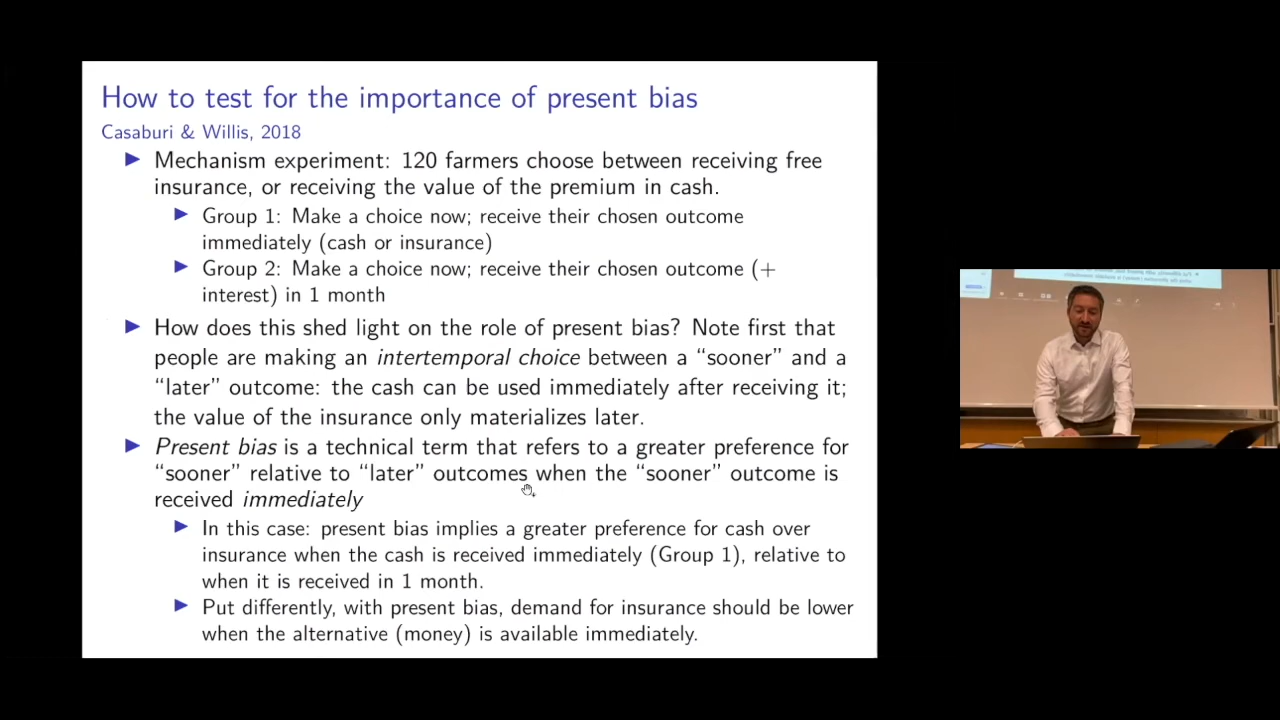 How to test for the importance of present bias
Casaburi & Willis, 2018
▶ Mechanism experiment: 120 farmers choose between receiving free
insurance, or receiving the value of the premium in cash.
▶ Group 1: Make a choice now; receive their chosen outcome
immediately (cash or insurance)
▶ Group 2: Make a choice now; receive their chosen outcome (+
interest) in 1 month
▶ How does this shed light on the role of present bias? Note first that
people are making an intertemporal choice between a “sooner” and a
“later” outcome: the cash can be used immediately after receiving it;
the value of the insurance only materializes later.
▶ Present bias is a technical term that refers to a greater preference for
“sooner” relative to “later” outcomes when the “sooner” outcome is
received immediately
▶ In this case: present bias implies a greater preference for cash over
insurance when the cash is received immediately (Group 1), relative to
when it is received in 1 month.
▶ Put differently, with present bias, demand for insurance should be lower
when the alternative (money) is available immediately.